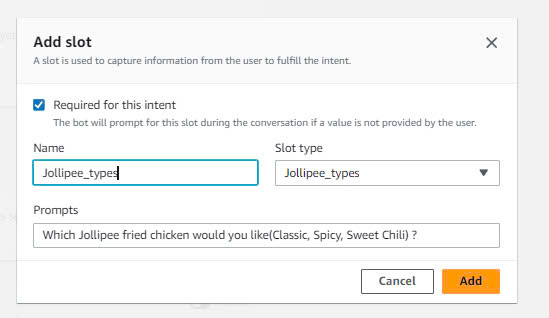 Add slot
A slot is used to capture information from the user to fulfill the intent.
Required for this intent
The bot will prompt for this slot during the conversation if a value is not provided by the user.
Name
Slot type
Jollipee_types
Jollipee_types
Prompts
Which Jollipee fried chicken would you like(Classic, Spicy, Sweet Chili) ?
Cancel
Add